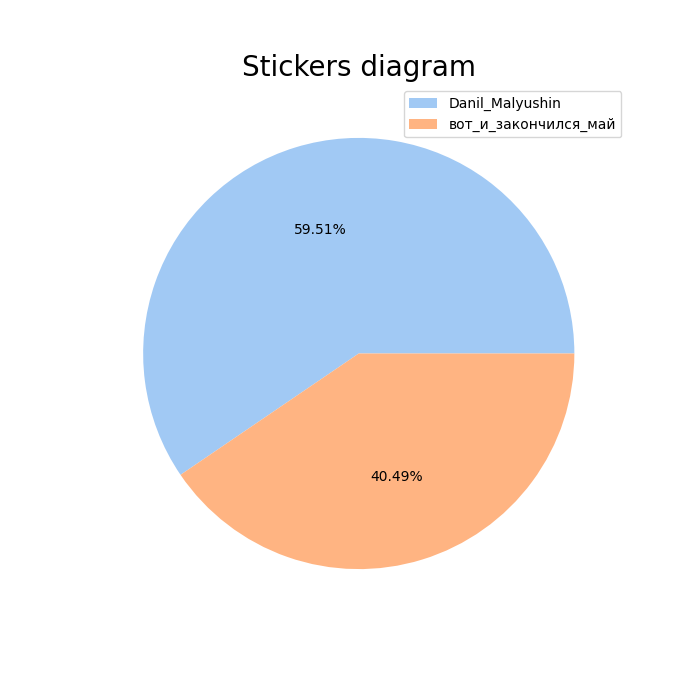 Stickers diagram
Danil_Malyushin
вот_и_закончился_май
59.51%
40.49%